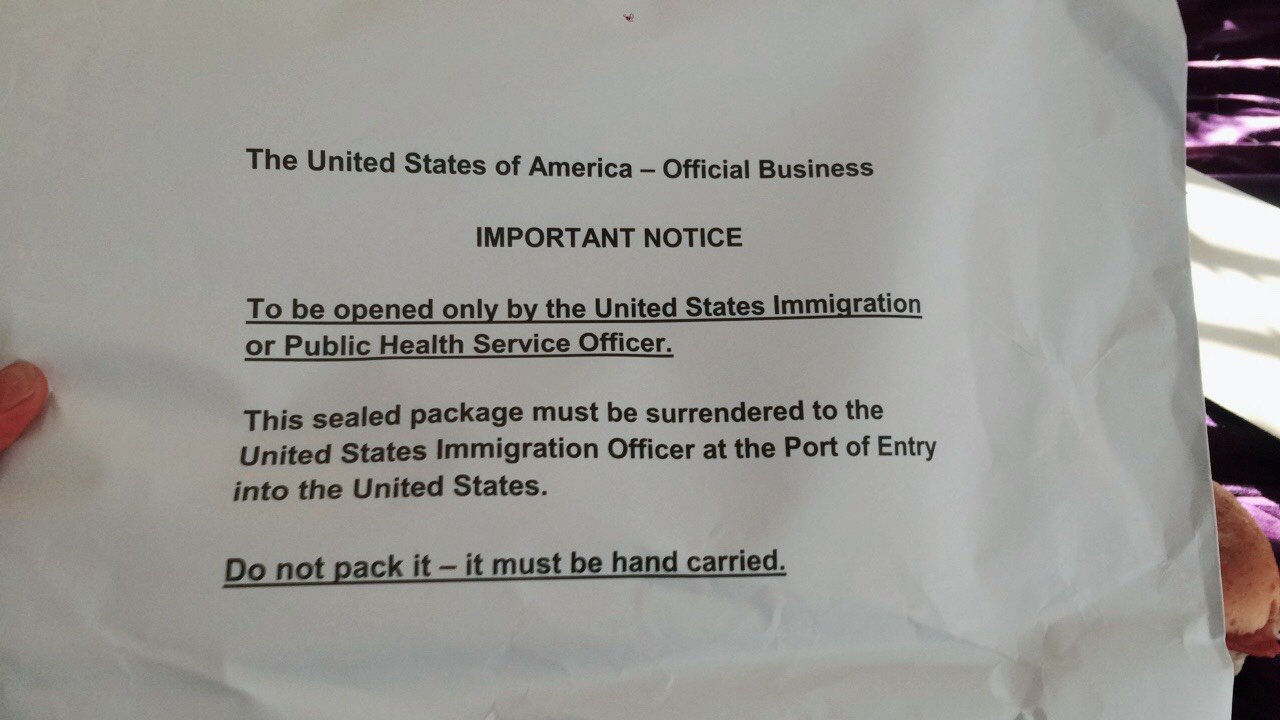 The United States of America – Official Business
IMPORTANT NOTICE
To be opened only by the United States Immigration
or Public Health Service Officer.
This sealed package must be surrendered to the
United States Immigration Officer at the Port of Entry
into the United States.
Do not pack it – it must be hand carried.